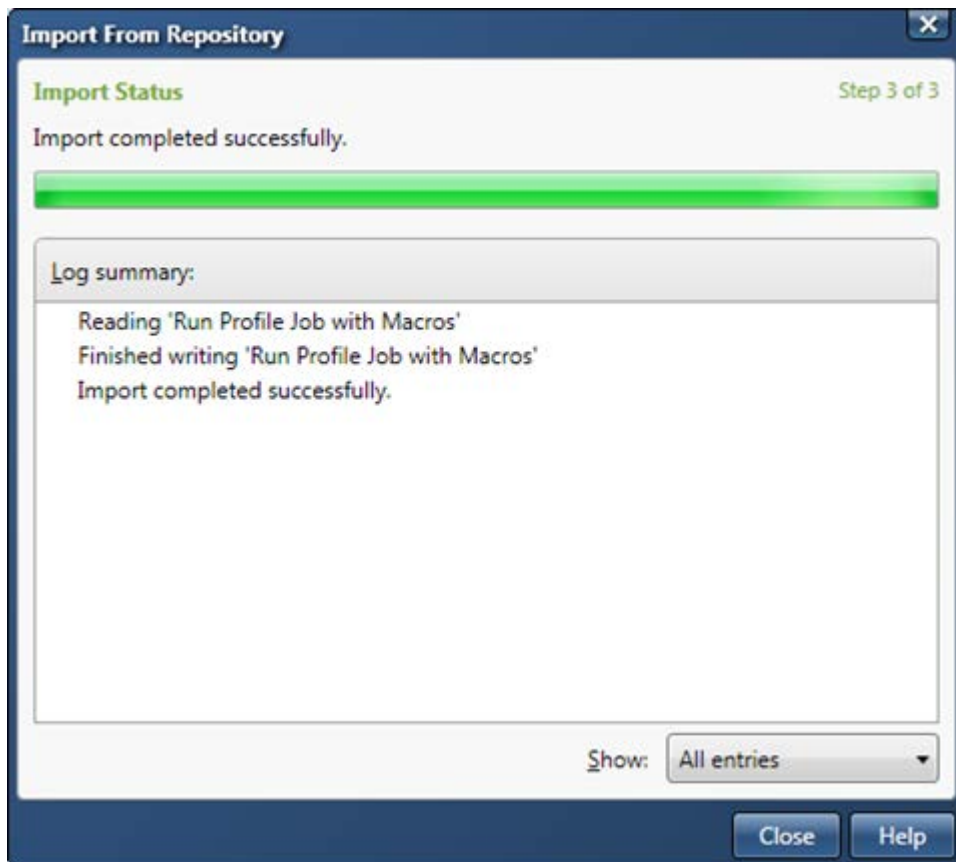 Import From Repository
Import Status
Step 3 of 3
Import completed successfully.
Log summary:
Reading 'Run Profile Job with Macros'
Finished writing 'Run Profile Job with Macros'
Import completed successfully.
Show: All entries
Close Help